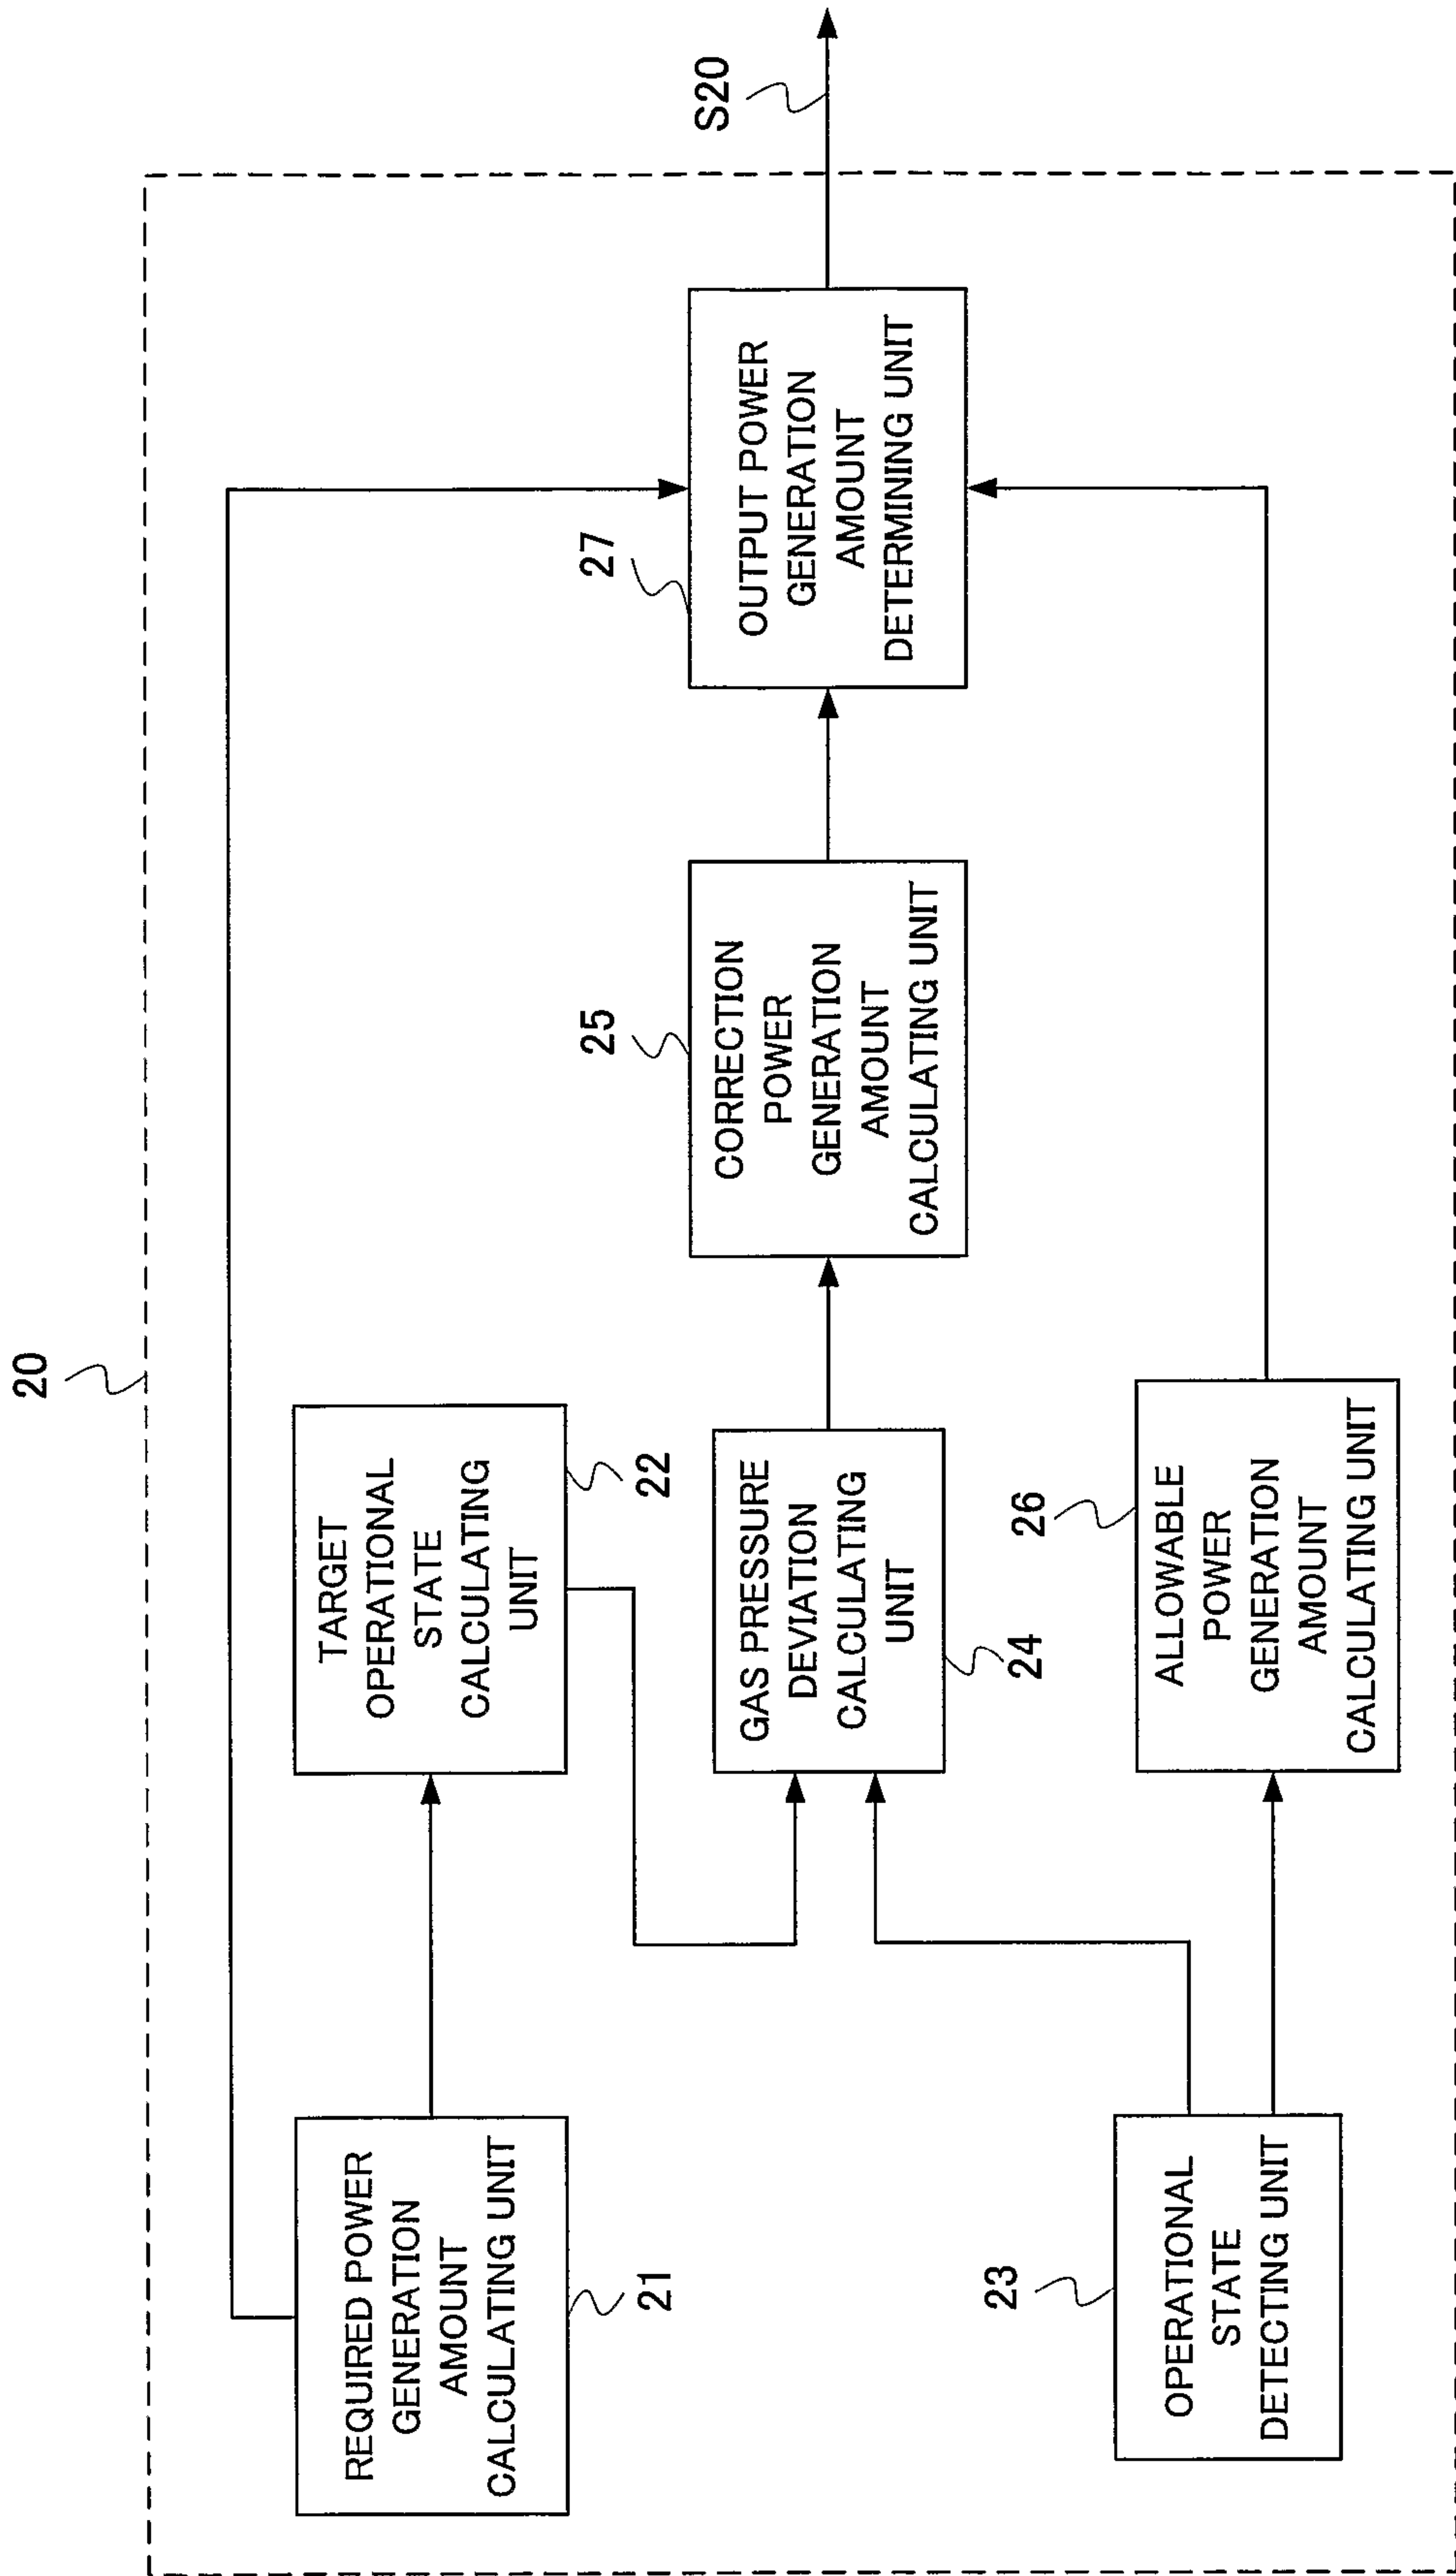 20
S20
REQUIRED POWER
GENERATION
AMOUNT
CALCULATING UNIT
21
TARGET
OPERATIONAL
STATE
CALCULATING
UNIT
22
OPERATIONAL
STATE
DETECTING UNIT
23
GAS PRESSURE
DEVIATION
CALCULATING
UNIT
24
CORRECTION
POWER
GENERATION
AMOUNT
CALCULATING UNIT
25
ALLOWABLE
POWER
GENERATION
AMOUNT
CALCULATING UNIT
26
OUTPUT POWER
GENERATION
AMOUNT
DETERMINING UNIT
27